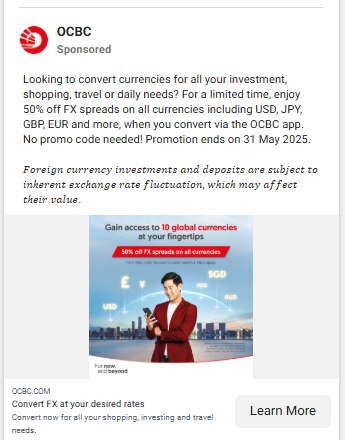 OCBC
Sponsored
Looking to convert currencies for all your investment,
shopping, travel or daily needs? For a limited time, enjoy
50% off FX spreads on all currencies including USD, JPY,
GBP, EUR and more, when you convert via the OCBC app.
No promo code needed! Promotion ends on 31 May 2025.
Foreign currency investments and deposits are subject to
inherent exchange rate fluctuation, which may affect
their value.
Gain access to 10 global currencies
at your fingertips
50% off FX spreads on all currencies
£ ¥ SGD
HKD
USD AUD
For now,
and beyond
OCBC.COM
Convert FX at your desired rates
Convert now for all your shopping, investing and travel
needs.
Learn More